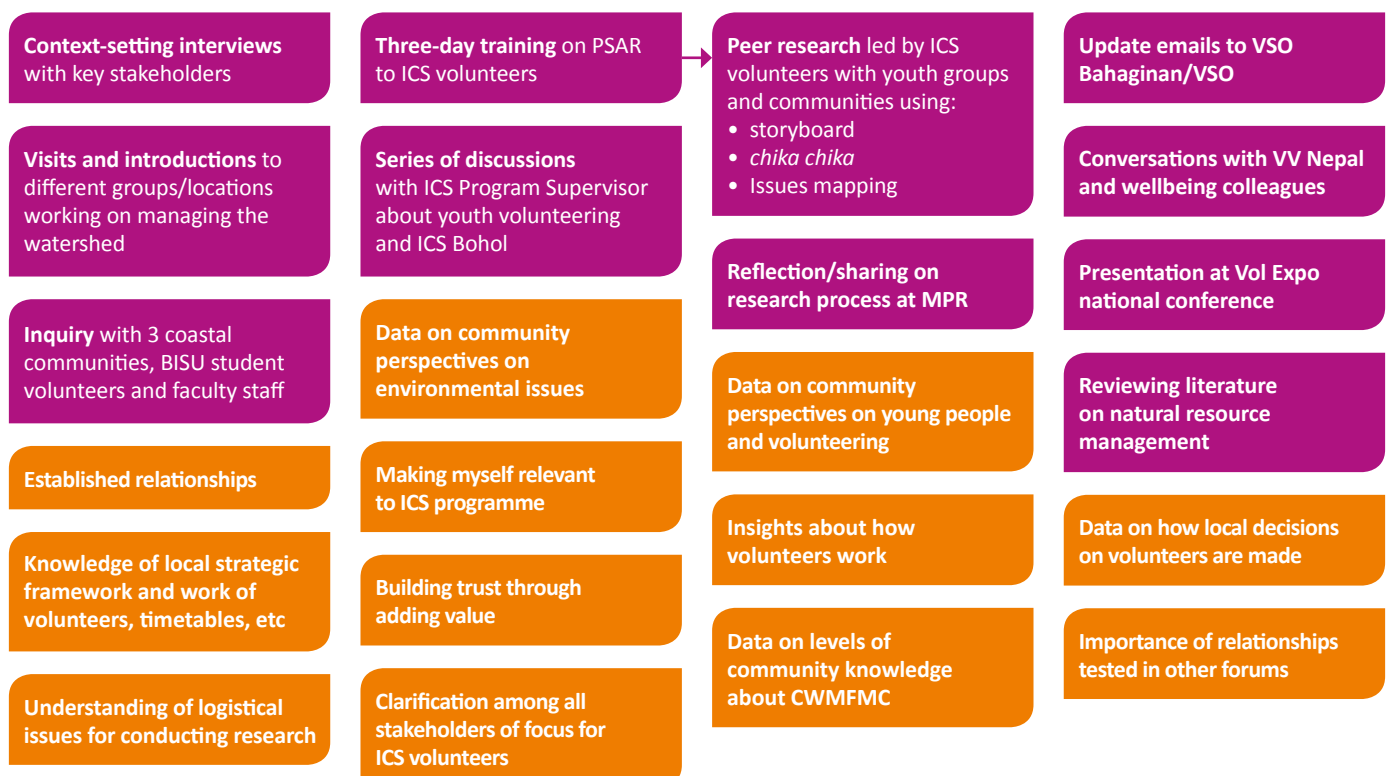 Context-setting interviews
with key stakeholders
Visits and introductions to
different groups/locations
working on managing the
watershed
Inquiry with 3 coastal
communities, BISU student
volunteers and faculty staff
Established relationships
Knowledge of local strategic
framework and work of
volunteers, timetables, etc
Understanding of logistical
issues for conducting research
Three-day training on PSAR
to ICS volunteers
Series of discussions
with ICS Program Supervisor
about youth volunteering
and ICS Bohol
Data on community
perspectives on
environmental issues
Making myself relevant
to ICS programme
Building trust through
adding value
Clarification among all
stakeholders of focus for
ICS volunteers
Peer research led by ICS
volunteers with youth groups
and communities using:
• storyboard
• chika chika
• Issues mapping
Reflection/sharing on
research process at MPR
Data on community
perspectives on young people
and volunteering
Insights about how
volunteers work
Data on levels of
community knowledge
about CWMFMC
Update emails to VSO
Bahaginan/VSO
Conversations with VV Nepal
and wellbeing colleagues
Presentation at Vol Expo
national conference
Reviewing literature
on natural resource
management
Data on how local decisions
on volunteers are made
Importance of relationships
tested in other forums